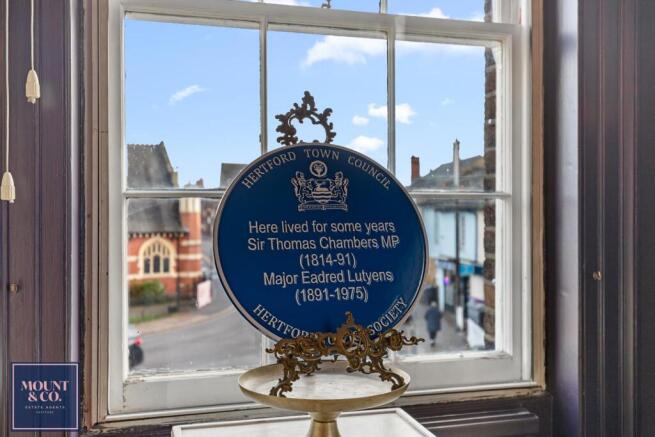 HERTFORD TOWN COUNCIL
Here lived for some years
Sir Thomas Chambers MP
(1814-91)
Major Eadred Lutyens
(1891-1975)
HERTFORD SOCIETY
MOUNT
& CO.
ESTATE AGENTS